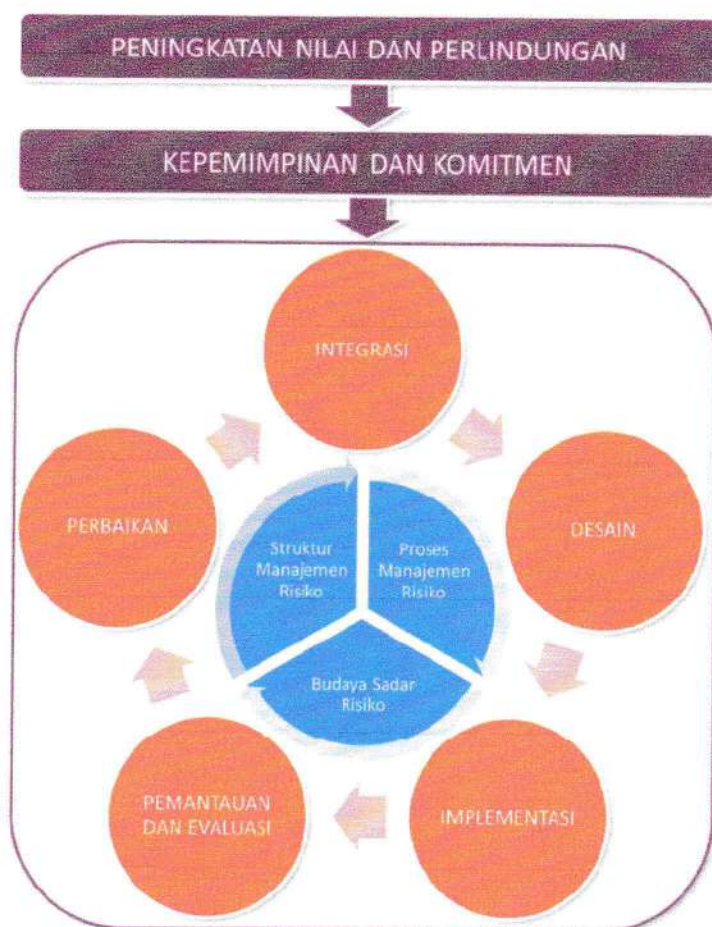 PENINGKATAN NILAI DAN PERLINDUNGAN
KEPEMIMPINAN DAN KOMITMEN
INTEGRASI
DESAIN
IMPLEMENTASI
PEMANTAUAN
DAN EVALUASI
PERBAIKAN
Struktur
Manajemen
Risiko
Proses
Manajemen
Risiko
Budaya Sadar
Risiko